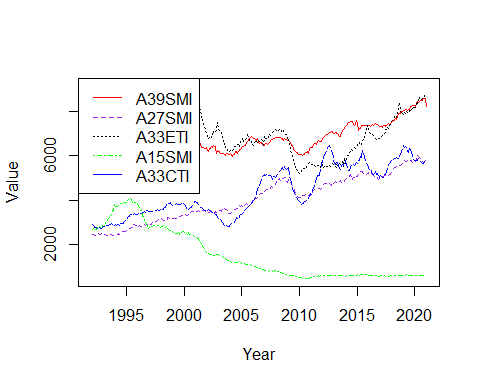 A39SMI
A27SMI
A33ETI
A15SMI
A33CTI
Value
6000
2000
1995
2000
2005
2010
2015
2020
Year